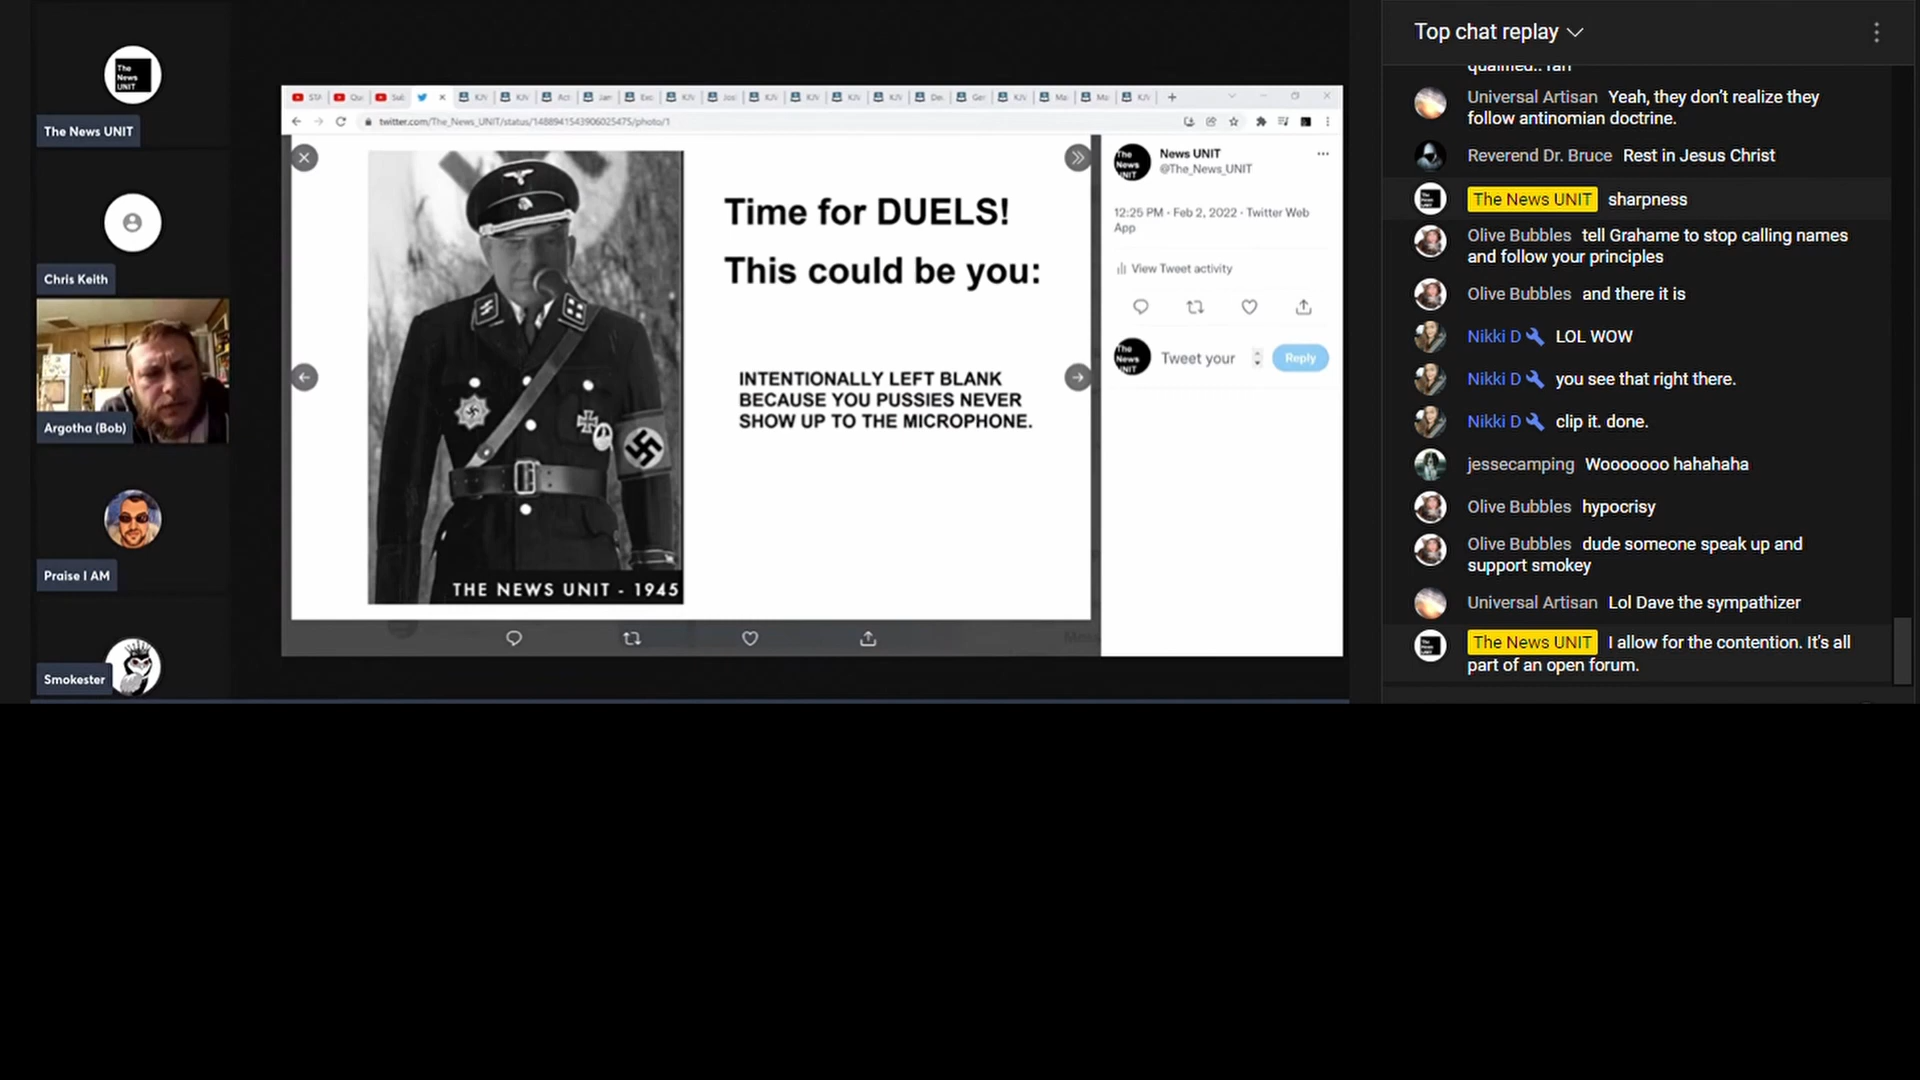 The News UNIT
Chris Keith
Argotha (Bob)
Praise I AM
Smokester
twitter.com/The_News_UNIT/status/1488941543906025475/photo/1
Time for DUELS!
This could be you:
INTENTIONALLY LEFT BLANK
BECAUSE YOU PUSSIES NEVER
SHOW UP TO THE MICROPHONE.
THE NEWS UNIT - 1945
News UNIT
@The_News_UNIT
12:25 PM · Feb 2, 2022 · Twitter Web
App
View Tweet activity
Tweet your
Reply
Top chat replay
Universal Artisan Yeah, they don’t realize they
follow antinomian doctrine.
Reverend Dr. Bruce Rest in Jesus Christ
The News UNIT sharpness
Olive Bubbles tell Grahame to stop calling names
and follow your principles
Olive Bubbles and there it is
Nikki D LOL WOW
Nikki D you see that right there.
Nikki D clip it. done.
jessecamping Wooooooo hahahaha
Olive Bubbles hypocrisy
Olive Bubbles dude someone speak up and
support smokey
Universal Artisan Lol Dave the sympathizer
The News UNIT I allow for the contention. It's all
part of an open forum.